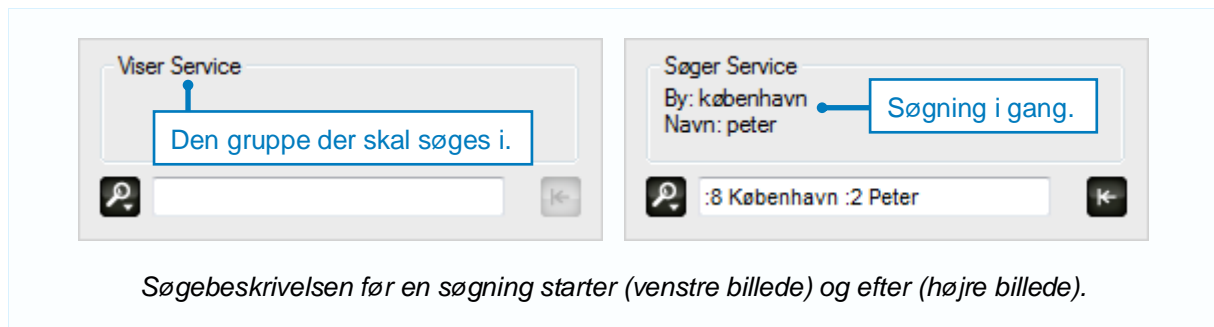 Viser Service
Den gruppe der skal søges i.
Søger Service
By: københavn
Navn: peter
Søgning i gang.
:8 København :2 Peter
Søgebeskrivelsen før en søgning starter (venstre billede) og efter (højre billede).